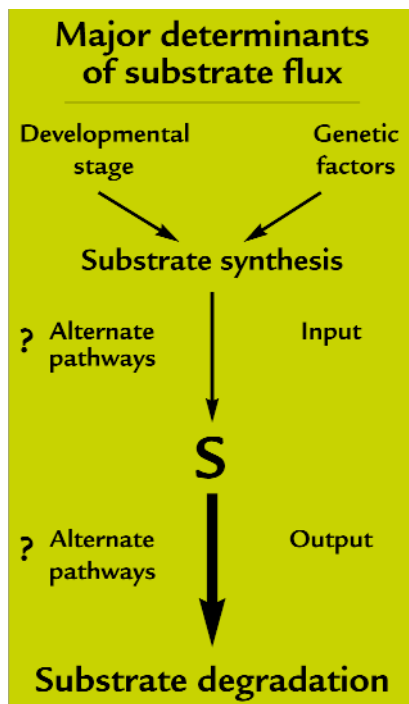 Major determinants
of substrate flux
Developmental
stage
Genetic
factors
Substrate synthesis
? Alternate
pathways
Input
S
? Alternate
pathways
Output
Substrate degradation